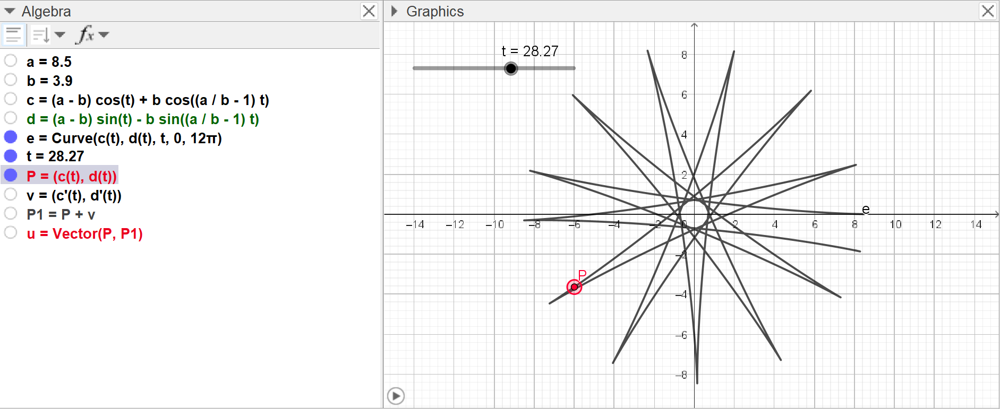 Algebra
fx
a = 8.5
b = 3.9
c = (a - b) cos(t) + b cos((a / b - 1) t)
d = (a - b) sin(t) - b sin((a / b - 1) t)
e = Curve(c(t), d(t), t, 0, 12π)
t = 28.27
P = (c(t), d(t))
v = (c'(t), d'(t))
P1 = P + v
u = Vector(P, P1)
Graphics
t = 28.27
8
6
4
2
e
−14 −12 −10 −8 −6 −4 −2 0 2 4 6 8 10 12 14
−2
P
−4
−6
−8